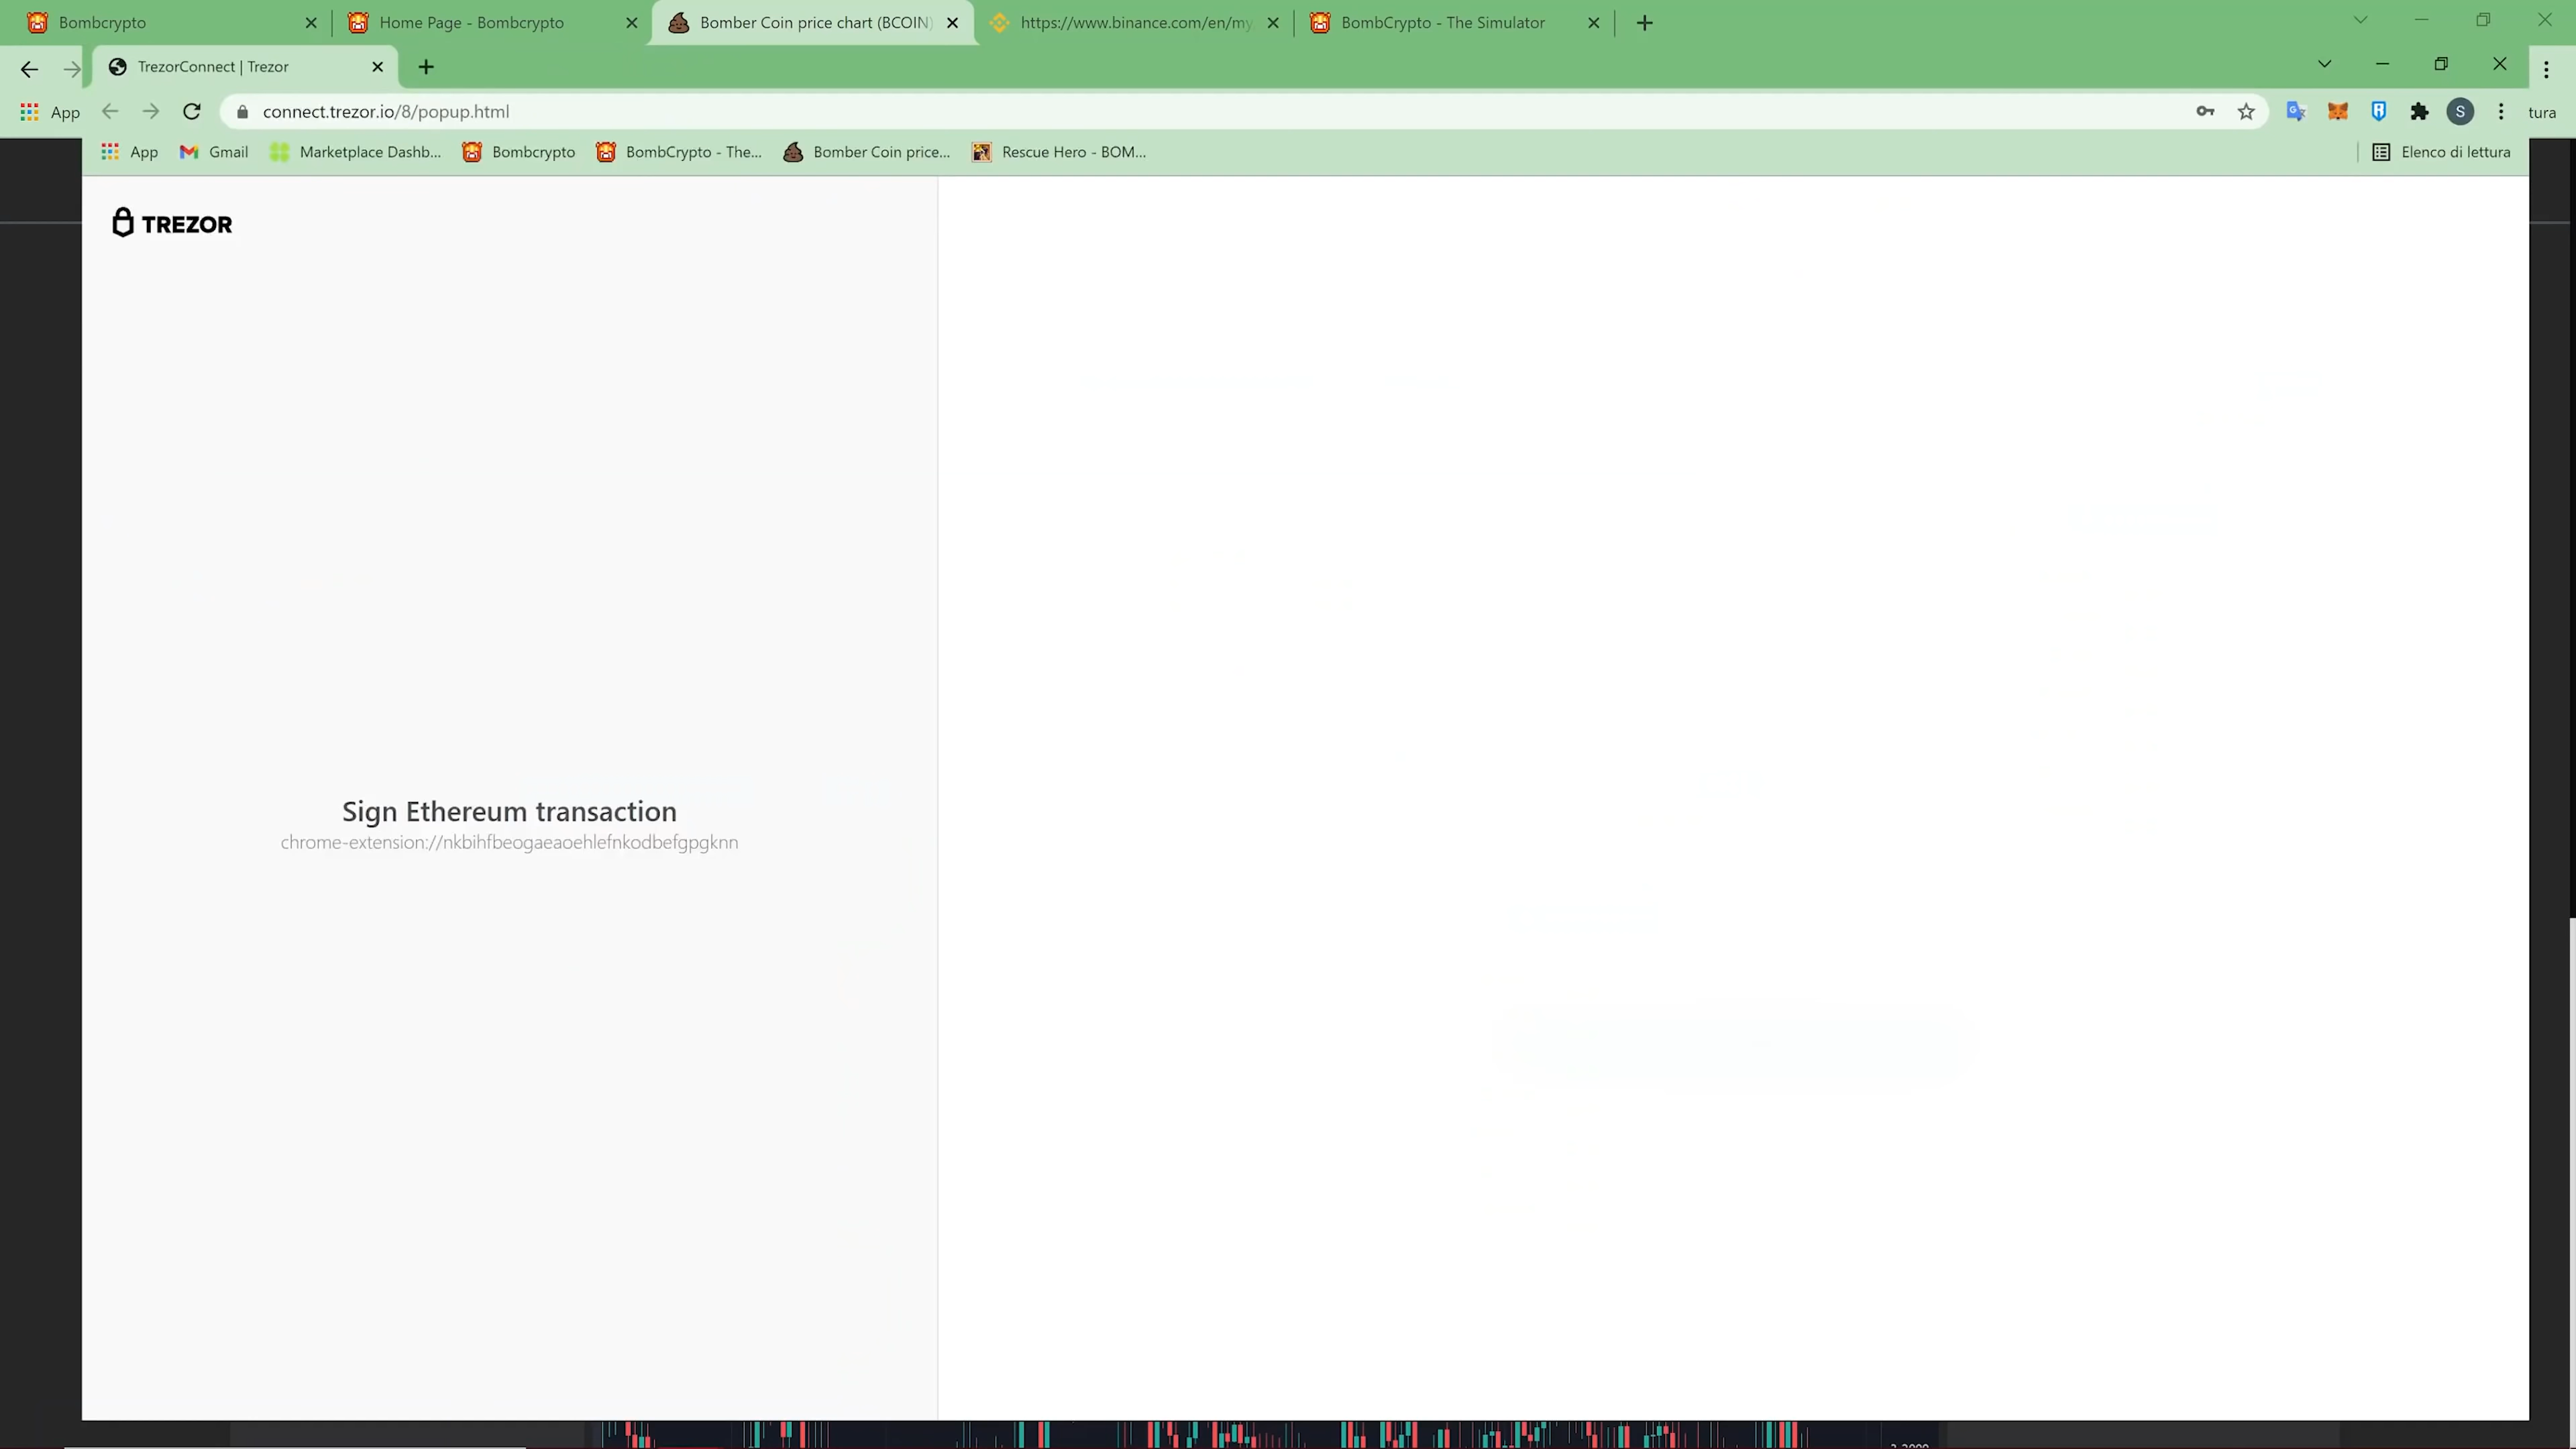 Bombcrypto
Home Page - Bombcrypto
Bomber Coin price chart (BCOIN)
https://www.binance.com/en/my
BombCrypto - The Simulator
TrezorConnect | Trezor
App
connect.trezor.io/8/popup.html
S
tura
App
Gmail
Marketplace Dashb...
Bombcrypto
BombCrypto - The...
Bomber Coin price...
Rescue Hero - BOM...
Elenco di lettura
TREZOR
Sign Ethereum transaction
chrome-extension://nkbihfbeogaeaoehlefnkodbefgpgknn